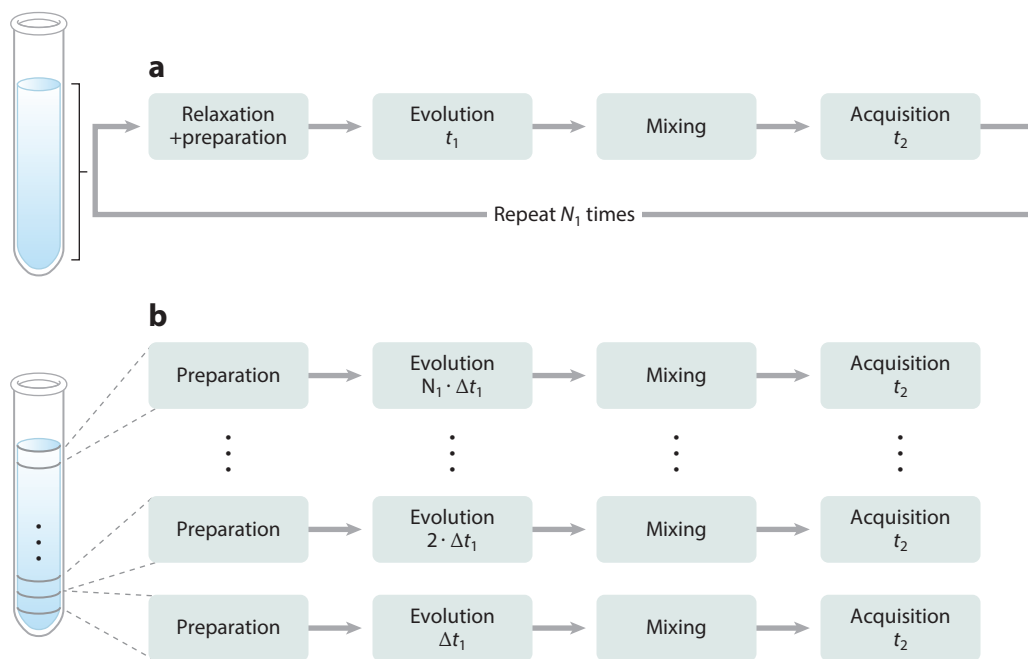 a
Relaxation
+preparation
Evolution
t₁
Mixing
Acquisition
t₂
Repeat N₁ times
b
Preparation
Evolution
N₁ · Δt₁
Mixing
Acquisition
t₂
Preparation
Evolution
2 · Δt₁
Mixing
Acquisition
t₂
Preparation
Evolution
Δt₁
Mixing
Acquisition
t₂